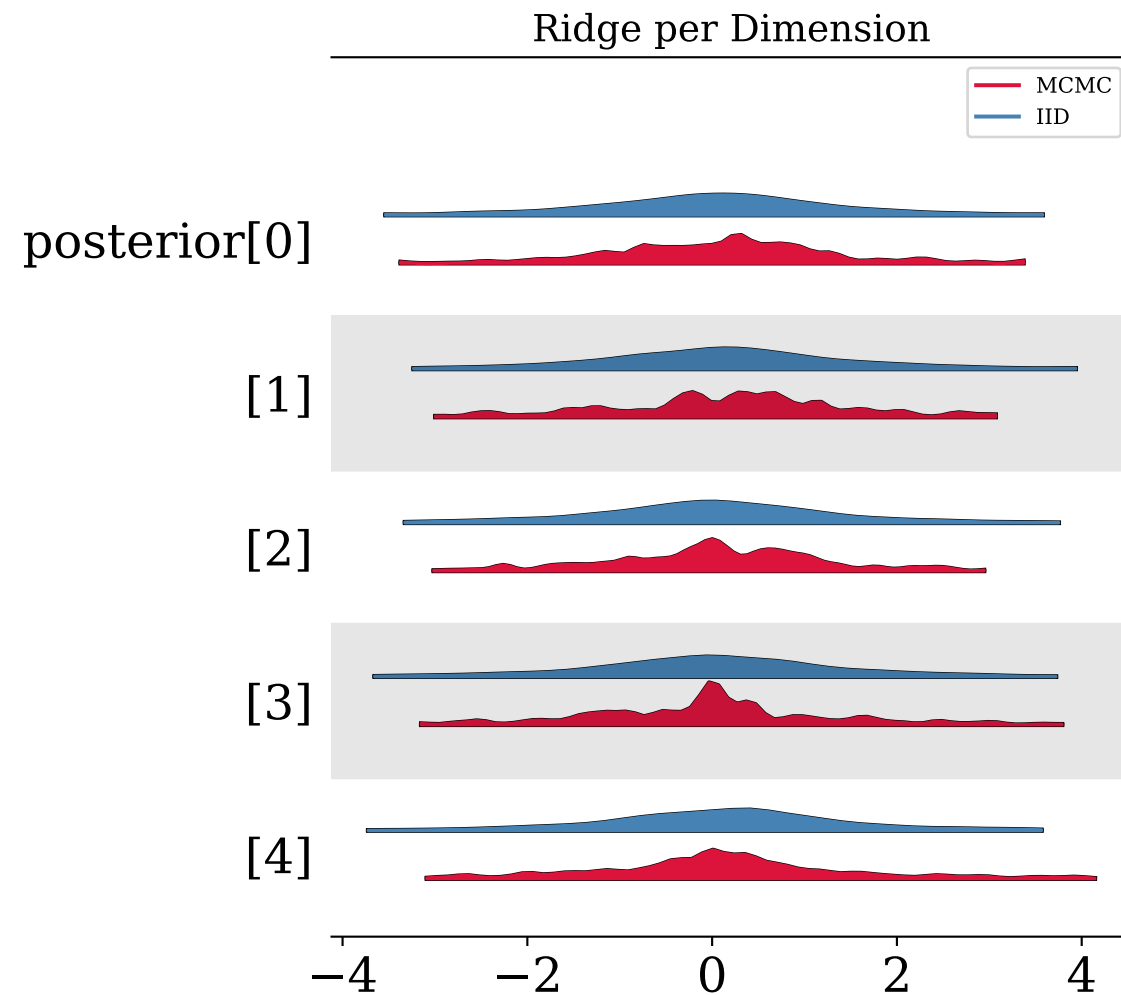 Ridge per Dimension
MCMC
IID
posterior[0]
[1]
[2]
[3]
[4]
−4 −2 0 2 4